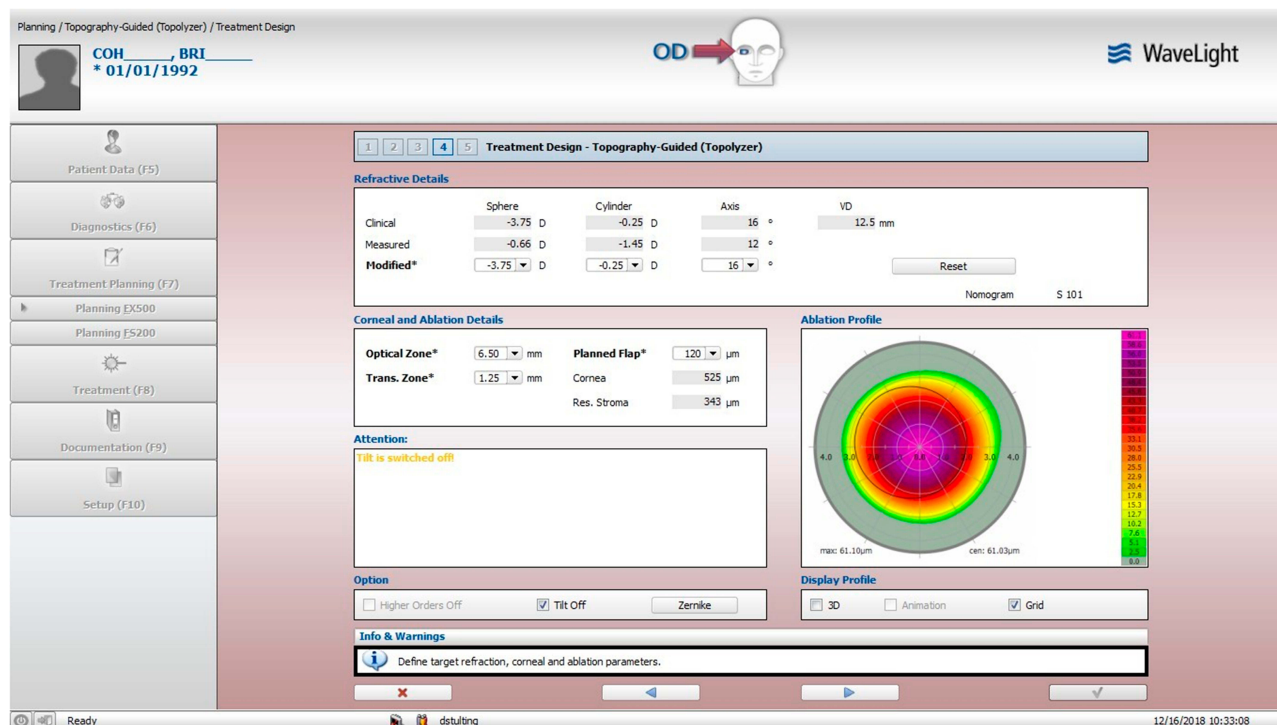 Planning / Topography-Guided (Topolyzer) / Treatment Design
COH_____, BRI______
* 01/01/1992
OD
WaveLight
Patient Data (F5)
Diagnostics (F6)
Treatment Planning (F7)
Planning EX500
Planning FS200
Treatment (F8)
Documentation (F9)
Setup (F10)
1 2 3 4 5 Treatment Design - Topography-Guided (Topolyzer)
Refractive Details
Sphere Cylinder Axis VD
Clinical -3.75 D -0.25 D 16 ° 12.5 mm
Measured -0.66 D -1.45 D 12 °
Modified* -3.75 D -0.25 D 16 ° Reset
Nomogram S 101
Corneal and Ablation Details
Optical Zone* 6.50 mm Planned Flap* 120 µm
Trans. Zone* 1.25 mm Cornea 525 µm
Res. Stroma 343 µm
Attention:
Tilt is switched off!
Option
Higher Orders Off Tilt Off Zernike
Ablation Profile
4.0 3.0 4.0
max: 61.10µm cen: 61.03µm
33.1
30.5
28.0
25.5
22.9
20.4
17.8
15.3
12.7
10.2
7.6
5.1
2.5
0.0
Display Profile
3D Animation Grid
Info & Warnings
Define target refraction, corneal and ablation parameters.
Ready dstulting 12/16/2018 10:33:08